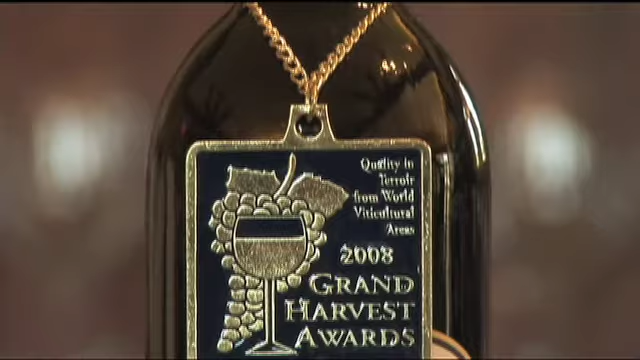 Quality in
Terroir
from World
Viticultural
Areas
2008
GRAND
HARVEST
AWARDS